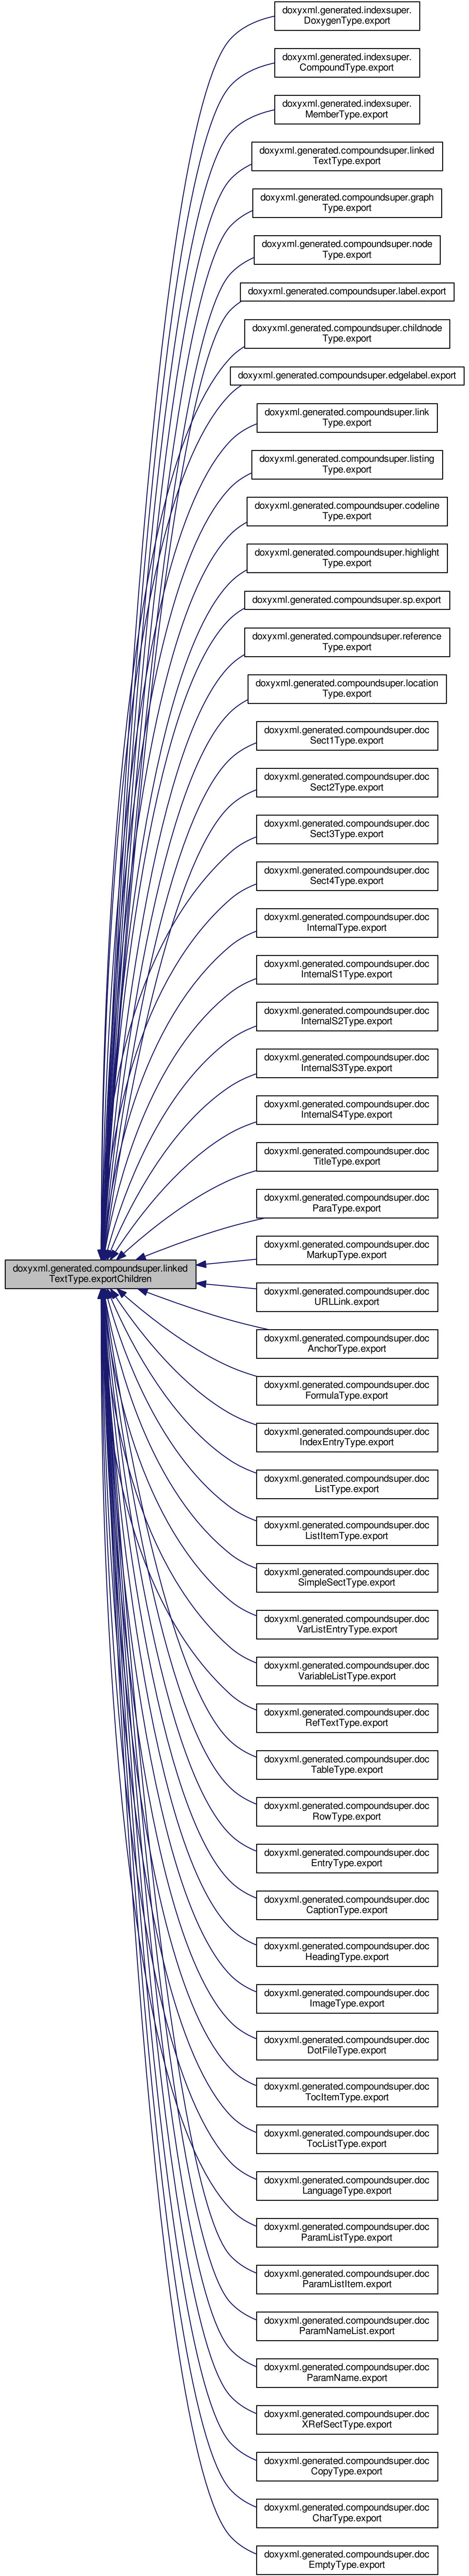 doxyxml.generated.indexsuper.
DoxygenType.export
doxyxml.generated.indexsuper.
CompoundType.export
doxyxml.generated.indexsuper.
MemberType.export
doxyxml.generated.compoundsuper.linked
TextType.export
doxyxml.generated.compoundsuper.graph
Type.export
doxyxml.generated.compoundsuper.node
Type.export
doxyxml.generated.compoundsuper.label.export
doxyxml.generated.compoundsuper.childnode
Type.export
doxyxml.generated.compoundsuper.edgelabel.export
doxyxml.generated.compoundsuper.link
Type.export
doxyxml.generated.compoundsuper.listing
Type.export
doxyxml.generated.compoundsuper.codeline
Type.export
doxyxml.generated.compoundsuper.highlight
Type.export
doxyxml.generated.compoundsuper.sp.export
doxyxml.generated.compoundsuper.reference
Type.export
doxyxml.generated.compoundsuper.location
Type.export
doxyxml.generated.compoundsuper.doc
Sect1Type.export
doxyxml.generated.compoundsuper.doc
Sect2Type.export
doxyxml.generated.compoundsuper.doc
Sect3Type.export
doxyxml.generated.compoundsuper.doc
Sect4Type.export
doxyxml.generated.compoundsuper.doc
InternalType.export
doxyxml.generated.compoundsuper.doc
InternalS1Type.export
doxyxml.generated.compoundsuper.doc
InternalS2Type.export
doxyxml.generated.compoundsuper.doc
InternalS3Type.export
doxyxml.generated.compoundsuper.doc
InternalS4Type.export
doxyxml.generated.compoundsuper.doc
TitleType.export
doxyxml.generated.compoundsuper.doc
ParaType.export
doxyxml.generated.compoundsuper.doc
MarkupType.export
doxyxml.generated.compoundsuper.linked
TextType.exportChildren
doxyxml.generated.compoundsuper.doc
URLLink.export
doxyxml.generated.compoundsuper.doc
AnchorType.export
doxyxml.generated.compoundsuper.doc
FormulaType.export
doxyxml.generated.compoundsuper.doc
IndexEntryType.export
doxyxml.generated.compoundsuper.doc
ListType.export
doxyxml.generated.compoundsuper.doc
ListItemType.export
doxyxml.generated.compoundsuper.doc
SimpleSectType.export
doxyxml.generated.compoundsuper.doc
VarListEntryType.export
doxyxml.generated.compoundsuper.doc
VariableListType.export
doxyxml.generated.compoundsuper.doc
RefTextType.export
doxyxml.generated.compoundsuper.doc
TableType.export
doxyxml.generated.compoundsuper.doc
RowType.export
doxyxml.generated.compoundsuper.doc
EntryType.export
doxyxml.generated.compoundsuper.doc
CaptionType.export
doxyxml.generated.compoundsuper.doc
HeadingType.export
doxyxml.generated.compoundsuper.doc
ImageType.export
doxyxml.generated.compoundsuper.doc
DotFileType.export
doxyxml.generated.compoundsuper.doc
TocItemType.export
doxyxml.generated.compoundsuper.doc
TocListType.export
doxyxml.generated.compoundsuper.doc
LanguageType.export
doxyxml.generated.compoundsuper.doc
ParamListType.export
doxyxml.generated.compoundsuper.doc
ParamListItem.export
doxyxml.generated.compoundsuper.doc
ParamNameList.export
doxyxml.generated.compoundsuper.doc
ParamName.export
doxyxml.generated.compoundsuper.doc
XRefSectType.export
doxyxml.generated.compoundsuper.doc
CopyType.export
doxyxml.generated.compoundsuper.doc
CharType.export
doxyxml.generated.compoundsuper.doc
EmptyType.export